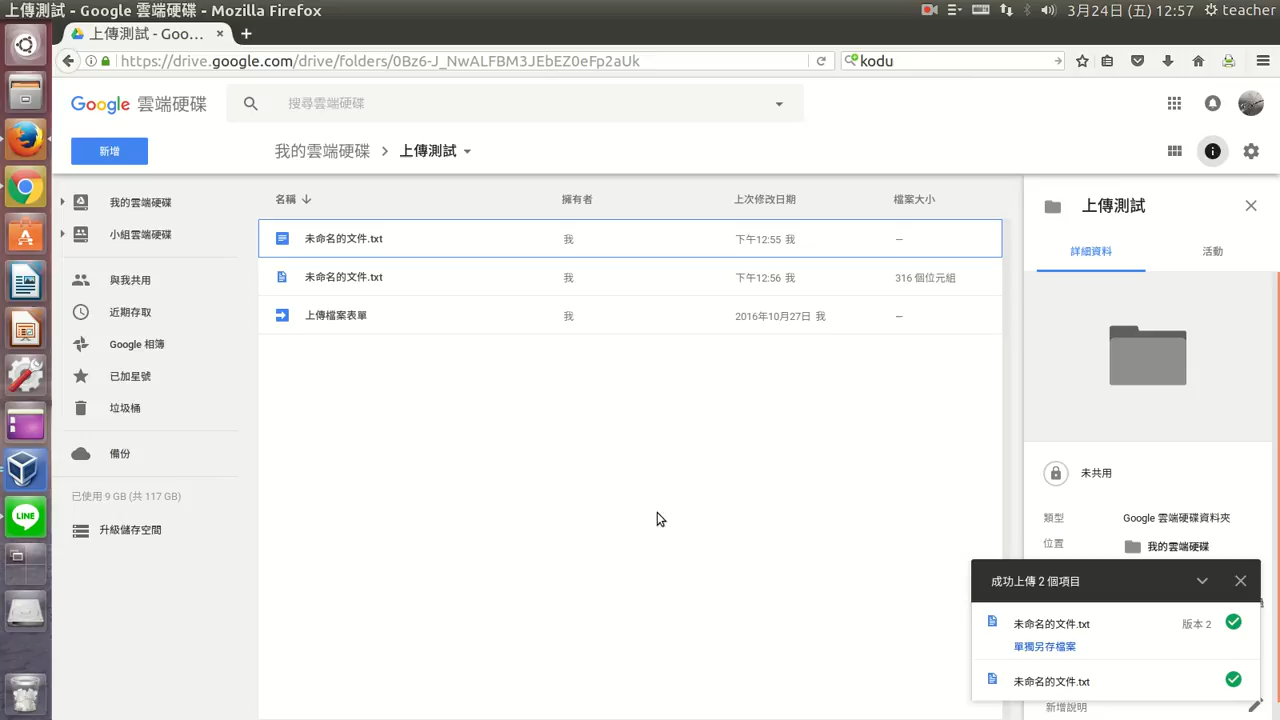 上傳測試 - Google 雲端硬碟 - Mozilla Firefox
3月24日 (五) 12:57 teacher
上傳測試 - Goo... × +
https://drive.google.com/drive/folders/0Bz6-J_NwALFBM3JEbEZ0eFp2aUk
kodu
Google 雲端硬碟
搜尋雲端硬碟
新增
我的雲端硬碟 > 上傳測試
我的雲端硬碟
小組雲端硬碟
與我共用
近期存取
Google 相簿
已加星號
垃圾桶
備份
已使用 9 GB (共 117 GB)
升級儲存空間
名稱 擁有者 上次修改日期 檔案大小
未命名的文件.txt 我 下午12:55 我 –
未命名的文件.txt 我 下午12:56 我 316 個位元組
上傳檔案表單 我 2016年10月27日 我 –
上傳測試
詳細資料 活動
未共用
類型 Google 雲端硬碟資料夾
位置 我的雲端硬碟
成功上傳 2 個項目
未命名的文件.txt 版本 2
單獨另存檔案
未命名的文件.txt
新增說明
LINE